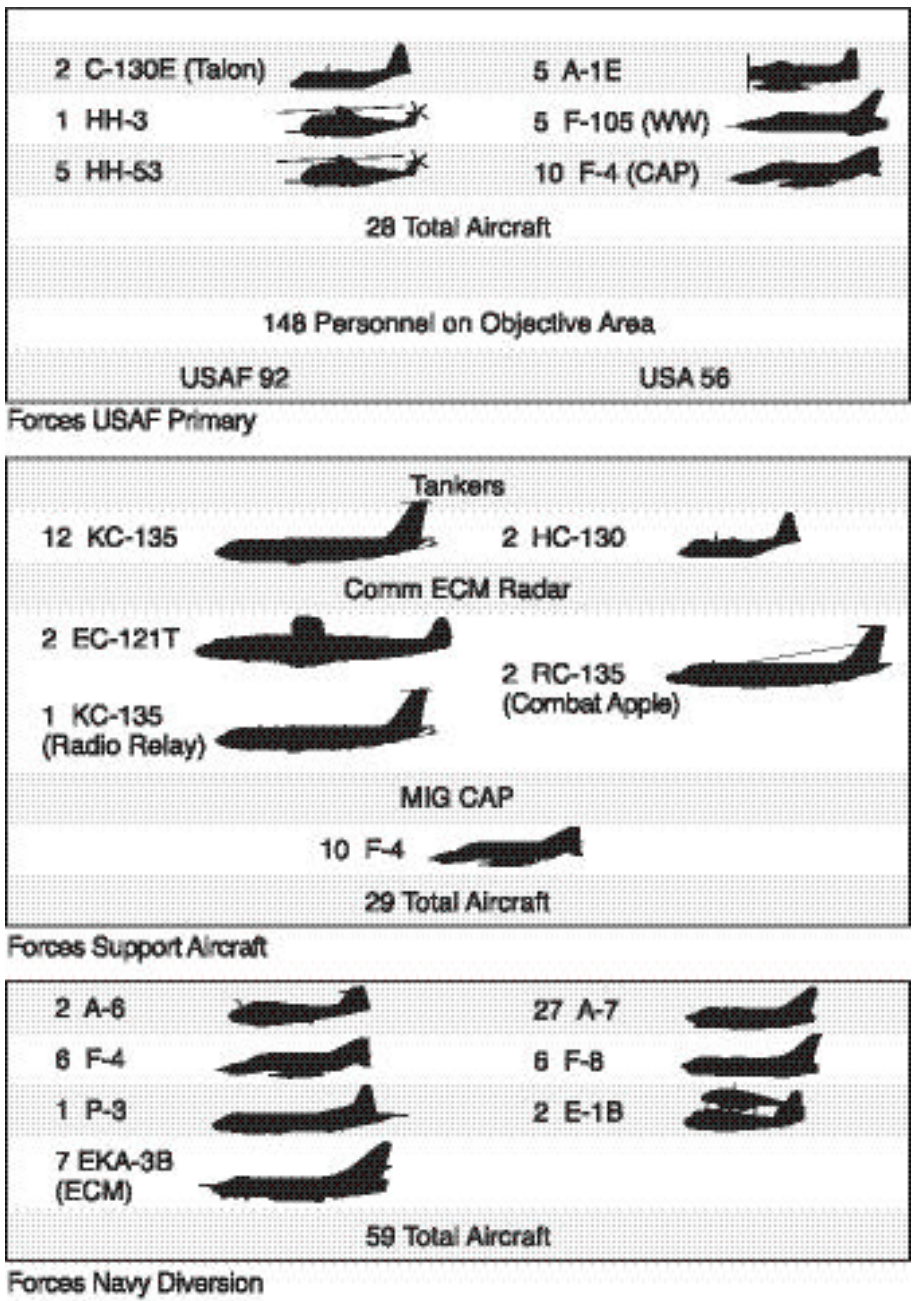 2 C-130E (Talon)
5 A-1E
1 HH-3
5 F-105 (WW)
5 HH-53
10 F-4 (CAP)
28 Total Aircraft
148 Personnel on Objective Area
USAF 92
USA 56
Forces USAF Primary
Tankers
12 KC-135
2 HC-130
Comm ECM Radar
2 EC-121T
2 RC-135
(Combat Apple)
1 KC-135
(Radio Relay)
MIG CAP
10 F-4
29 Total Aircraft
Forces Support Aircraft
2 A-6
27 A-7
6 F-4
6 F-8
1 P-3
2 E-1B
7 EKA-3B
(ECM)
59 Total Aircraft
Forces Navy Diversion